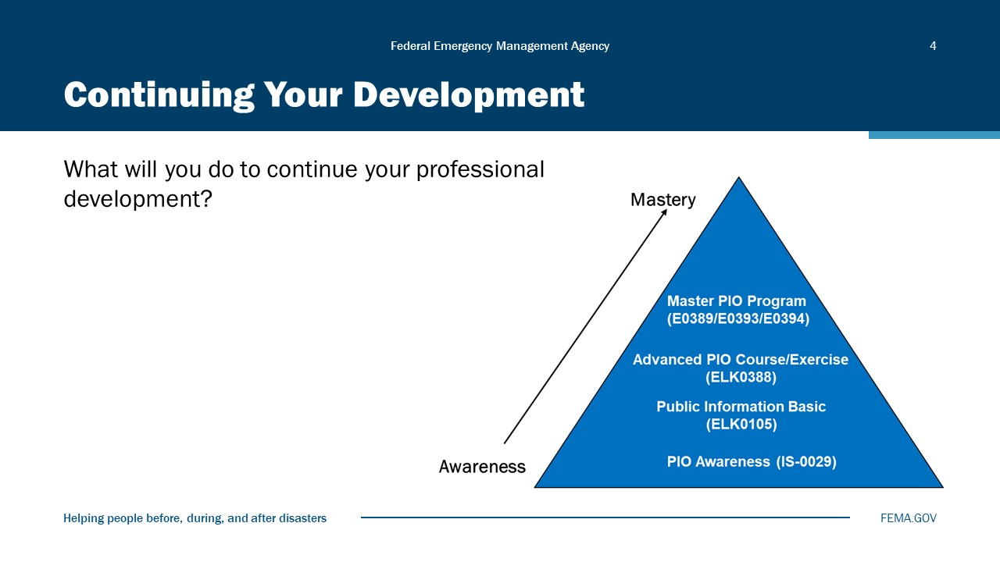 Federal Emergency Management Agency
4
Continuing Your Development
What will you do to continue your professional
development?
Mastery
Master PIO Program
(E0389/E0393/E0394)
Advanced PIO Course/Exercise
(ELK0388)
Public Information Basic
(ELK0105)
PIO Awareness (IS-0029)
Awareness
Helping people before, during, and after disasters
FEMA.GOV